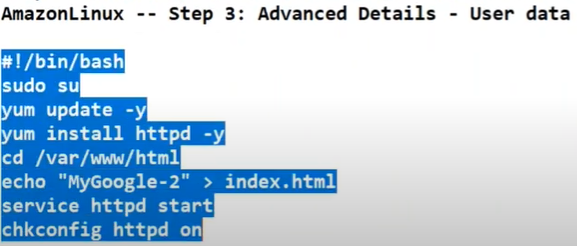 AmazonLinux -- Step 3: Advanced Details - User data
#!/bin/bash
sudo su
yum update -y
yum install httpd -y
cd /var/www/html
echo "MyGoogle-2" > index.html
service httpd start
chkconfig httpd on